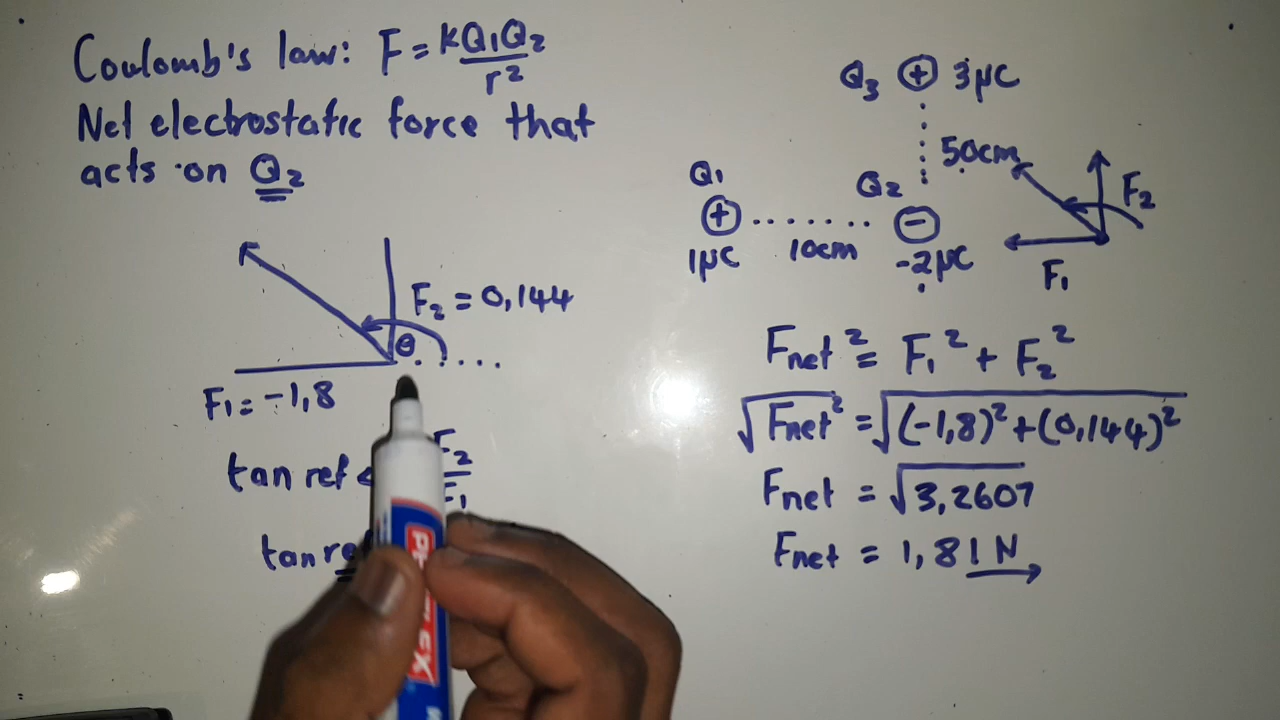 Coulomb's law: F = kQ1Q2
r²
Net electrostatic force that
acts on Q2
F2 = 0,144
θ
F1 = -1,8
tan ref
F2
F1
tan re
Q3 + 3μC
50cm
Q1
Q2
+
-
1μC
10cm
-2μC
F2
F1
Fnet² = F1² + F2²
√Fnet² = √(-1,8)² + (0,144)²
Fnet = √3,2607
Fnet = 1,81 N